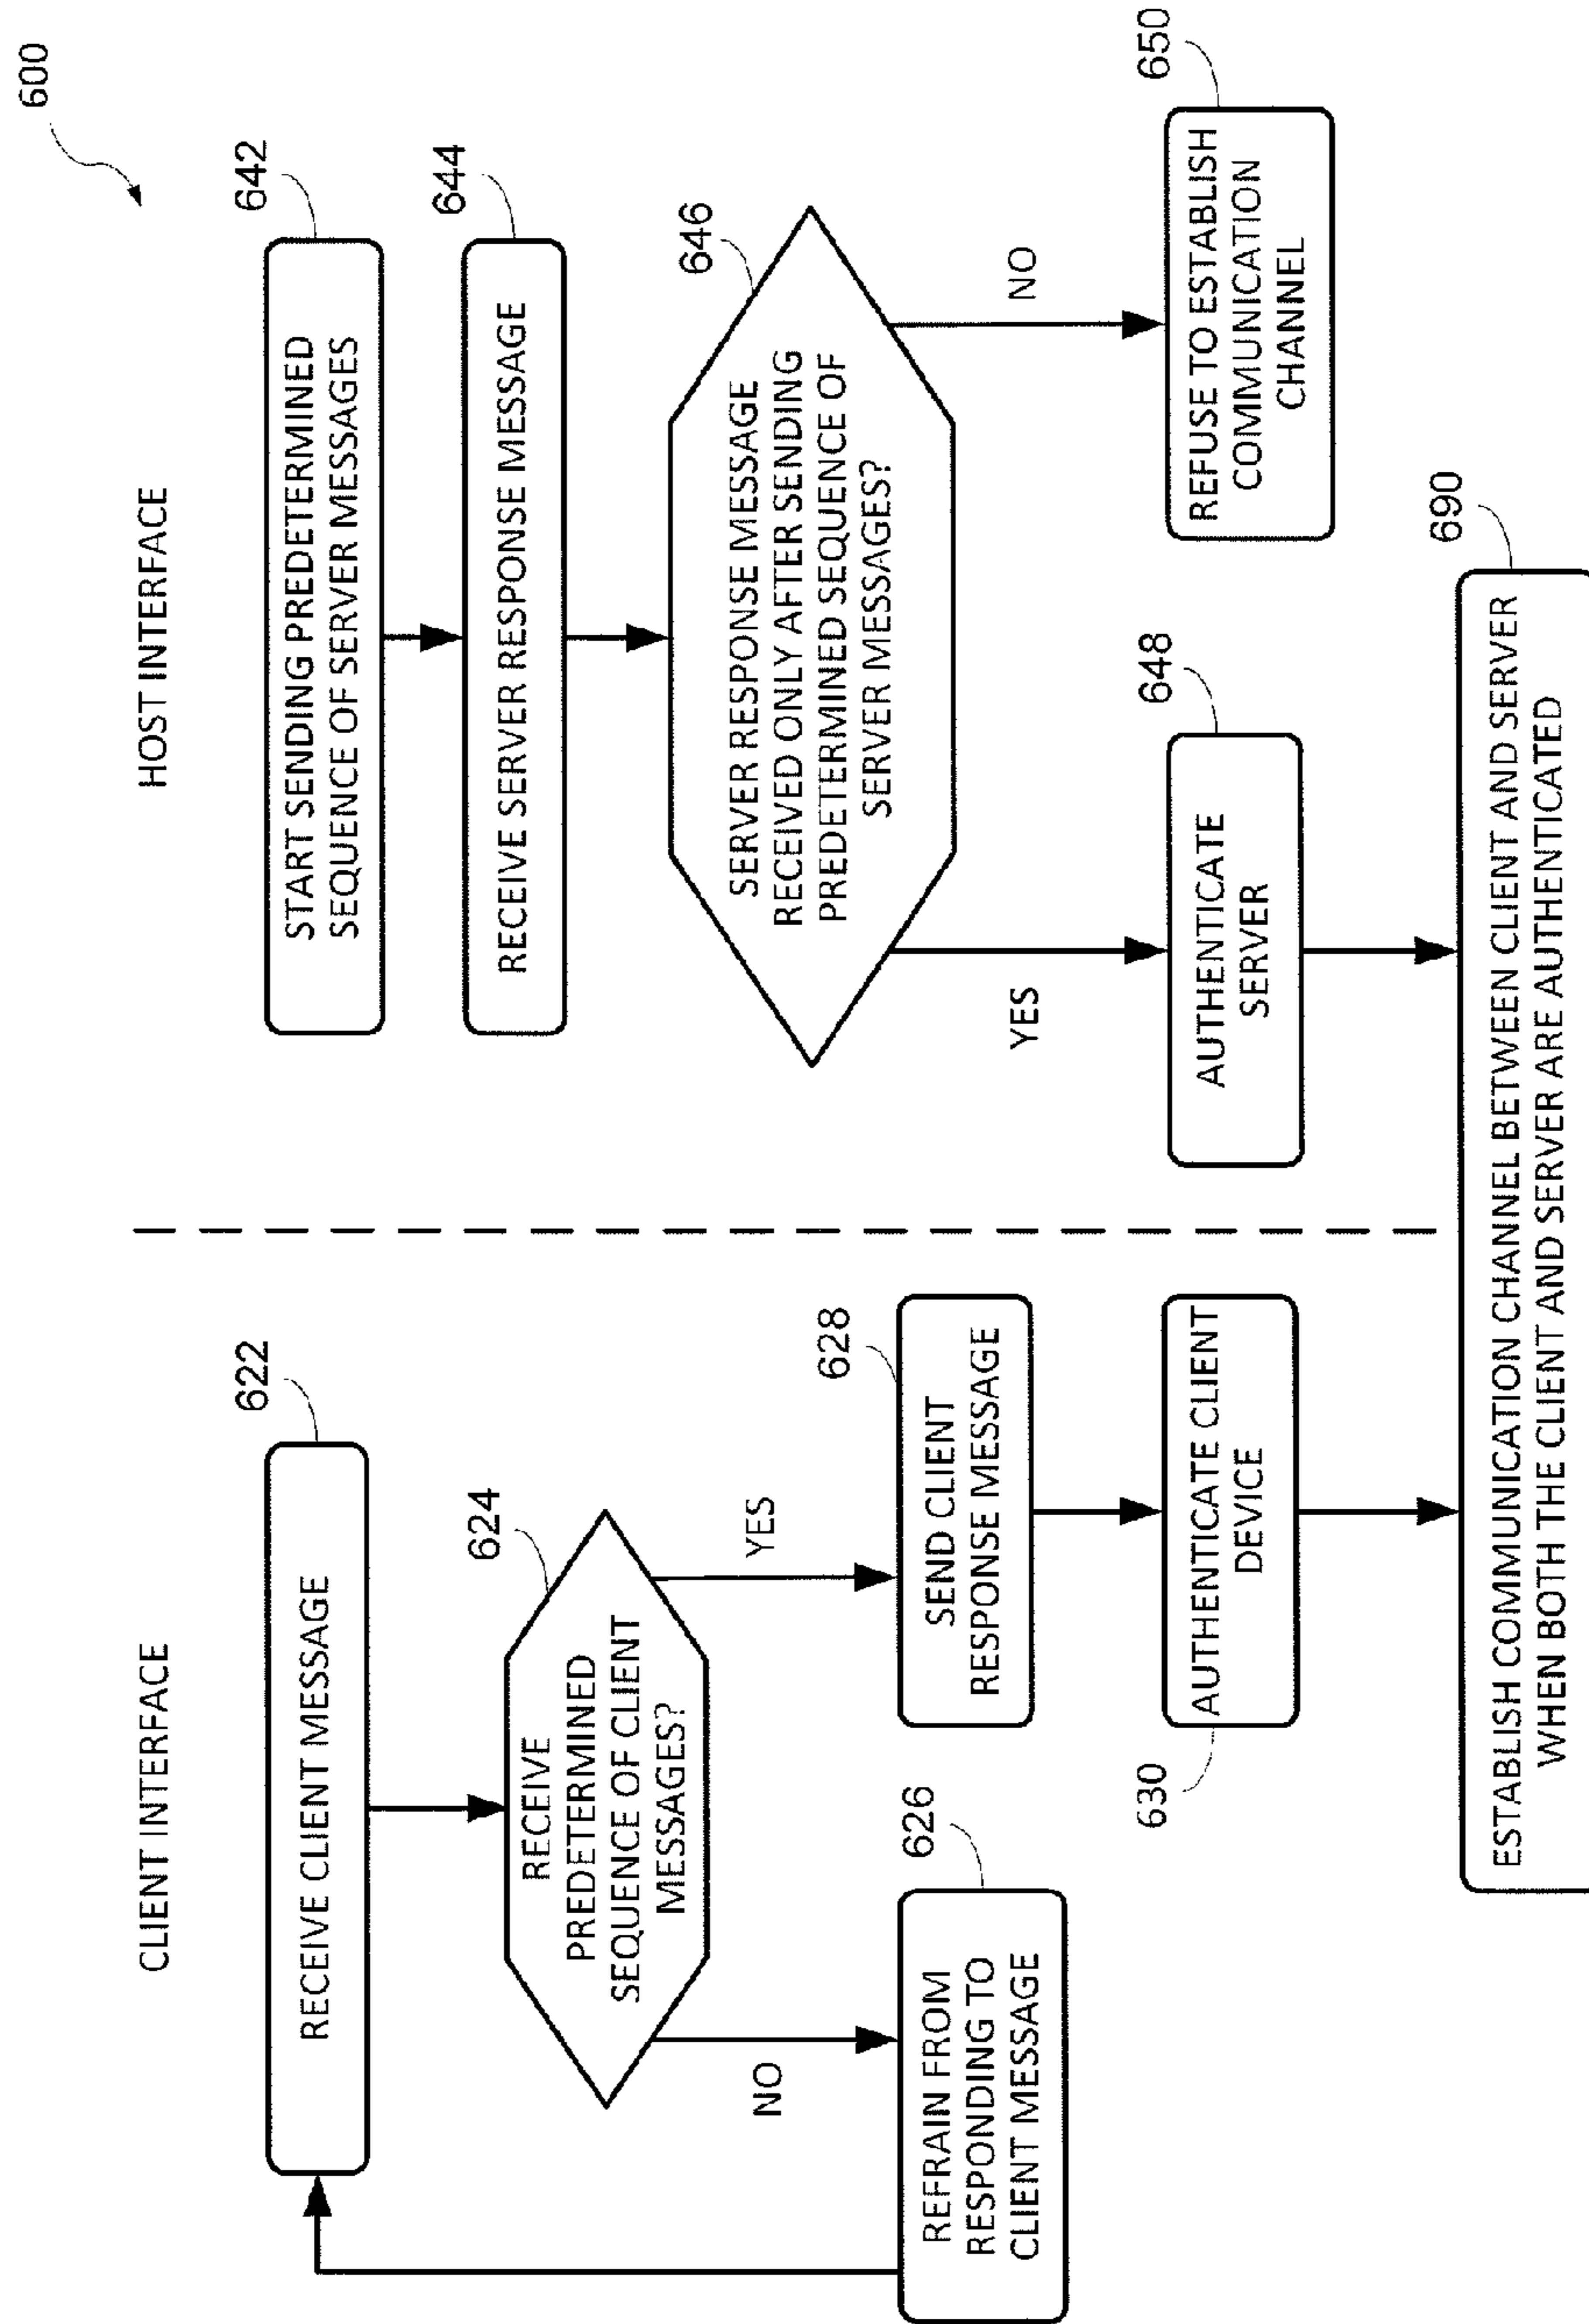 600
CLIENT INTERFACE
622
RECEIVE CLIENT MESSAGE
624
RECEIVE
PREDETERMINED
SEQUENCE OF CLIENT
MESSAGES?
NO
YES
626
REFRAIN FROM
RESPONDING TO
CLIENT MESSAGE
628
SEND CLIENT
RESPONSE MESSAGE
630
AUTHENTICATE CLIENT
DEVICE
HOST INTERFACE
642
START SENDING PREDETERMINED
SEQUENCE OF SERVER MESSAGES
644
RECEIVE SERVER RESPONSE MESSAGE
646
SERVER RESPONSE MESSAGE
RECEIVED ONLY AFTER SENDING
PREDETERMINED SEQUENCE OF
SERVER MESSAGES?
YES
NO
648
AUTHENTICATE
SERVER
650
REFUSE TO ESTABLISH
COMMUNICATION
CHANNEL
690
ESTABLISH COMMUNICATION CHANNEL BETWEEN CLIENT AND SERVER
WHEN BOTH THE CLIENT AND SERVER ARE AUTHENTICATED